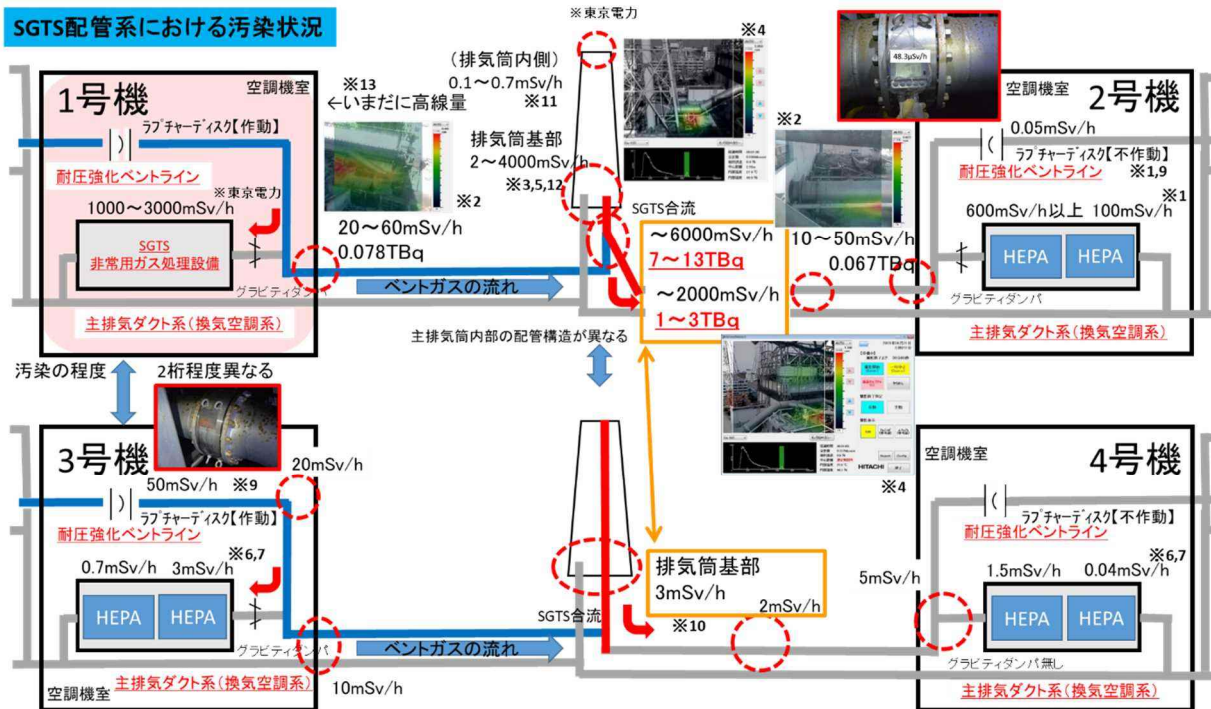 SGTS配管系における汚染状況
1号機
空調機室
ラプチャーディスク【作動】
耐圧強化ベントライン
※東京電力
1000～3000mSv/h
SGTS
非常用ガス処理設備
グラビティダンパ
主排気ダクト系(換気空調系)
※13
←いまだに高線量
※2
20～60mSv/h
0.078TBq
ベントガスの流れ
※東京電力
(排気筒内側)
0.1～0.7mSv/h
※11
排気筒基部
2～4000mSv/h
※3,5,12
※4
SGTS合流
～6000mSv/h
7～13TBq
～2000mSv/h
1～3TBq
主排気筒内部の配管構造が異なる
※2
10～50mSv/h
0.067TBq
48.3μSv/h
空調機室
2号機
0.05mSv/h
ラプチャーディスク【不作動】
耐圧強化ベントライン
※1,9
600mSv/h以上 100mSv/h
※1
HEPA HEPA
グラビティダンパ
主排気ダクト系(換気空調系)
汚染の程度
2桁程度異なる
3号機
20mSv/h
50mSv/h ※9
ラプチャーディスク【作動】
耐圧強化ベントライン
0.7mSv/h 3mSv/h
※6,7
HEPA HEPA
グラビティダンパ
主排気ダクト系(換気空調系)
空調機室
10mSv/h
ベントガスの流れ
SGTS合流
排気筒基部
3mSv/h
2mSv/h
※10
HITACHI
※4
空調機室
4号機
ラプチャーディスク【不作動】
耐圧強化ベントライン
※6,7
5mSv/h
1.5mSv/h 0.04mSv/h
HEPA HEPA
グラビティダンパ無し
主排気ダクト系(換気空調系)